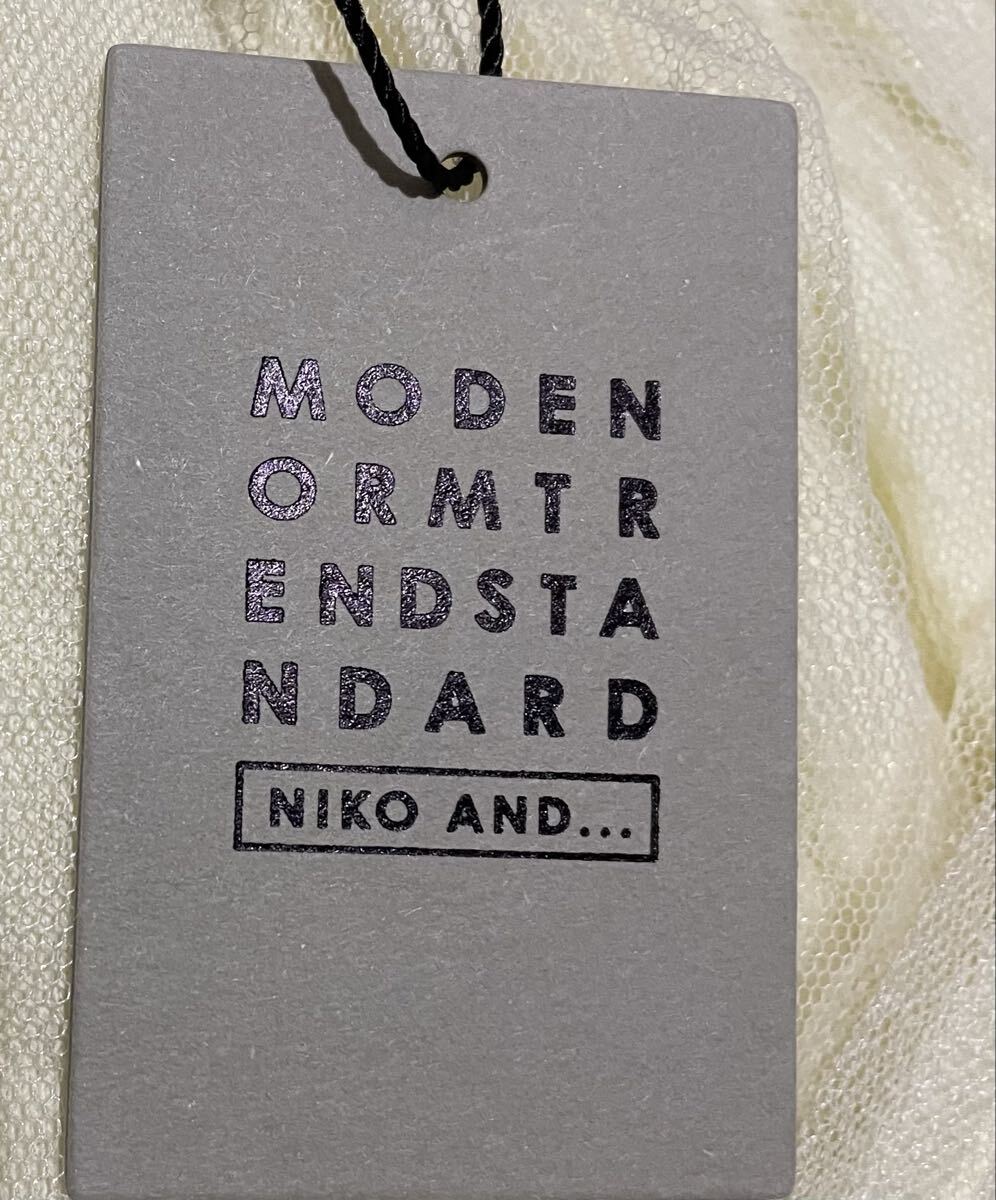 MODEN
ORMTR
ENDSTA
NDARD
NIKO AND...